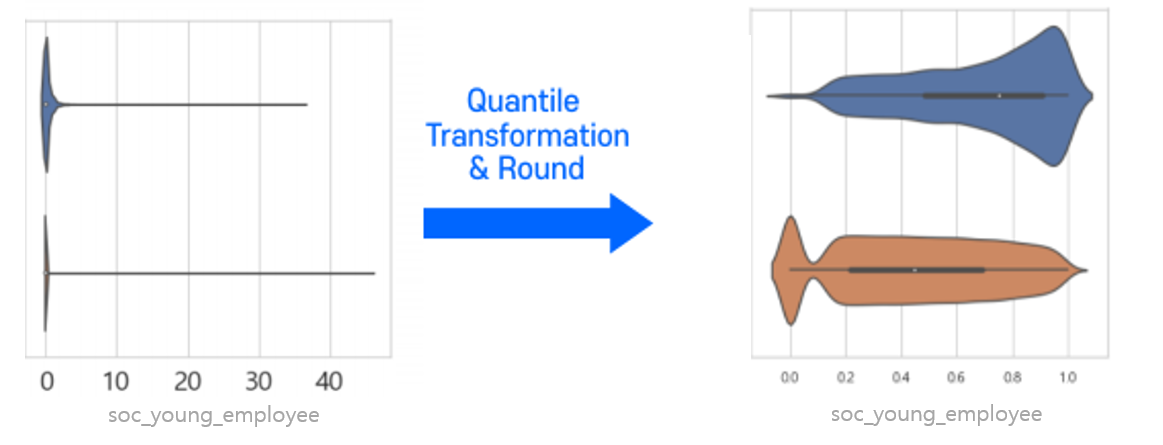 Quantile
Transformation
& Round
0 10 20 30 40
soc_young_employee
0.0 0.2 0.4 0.6 0.8 1.0
soc_young_employee